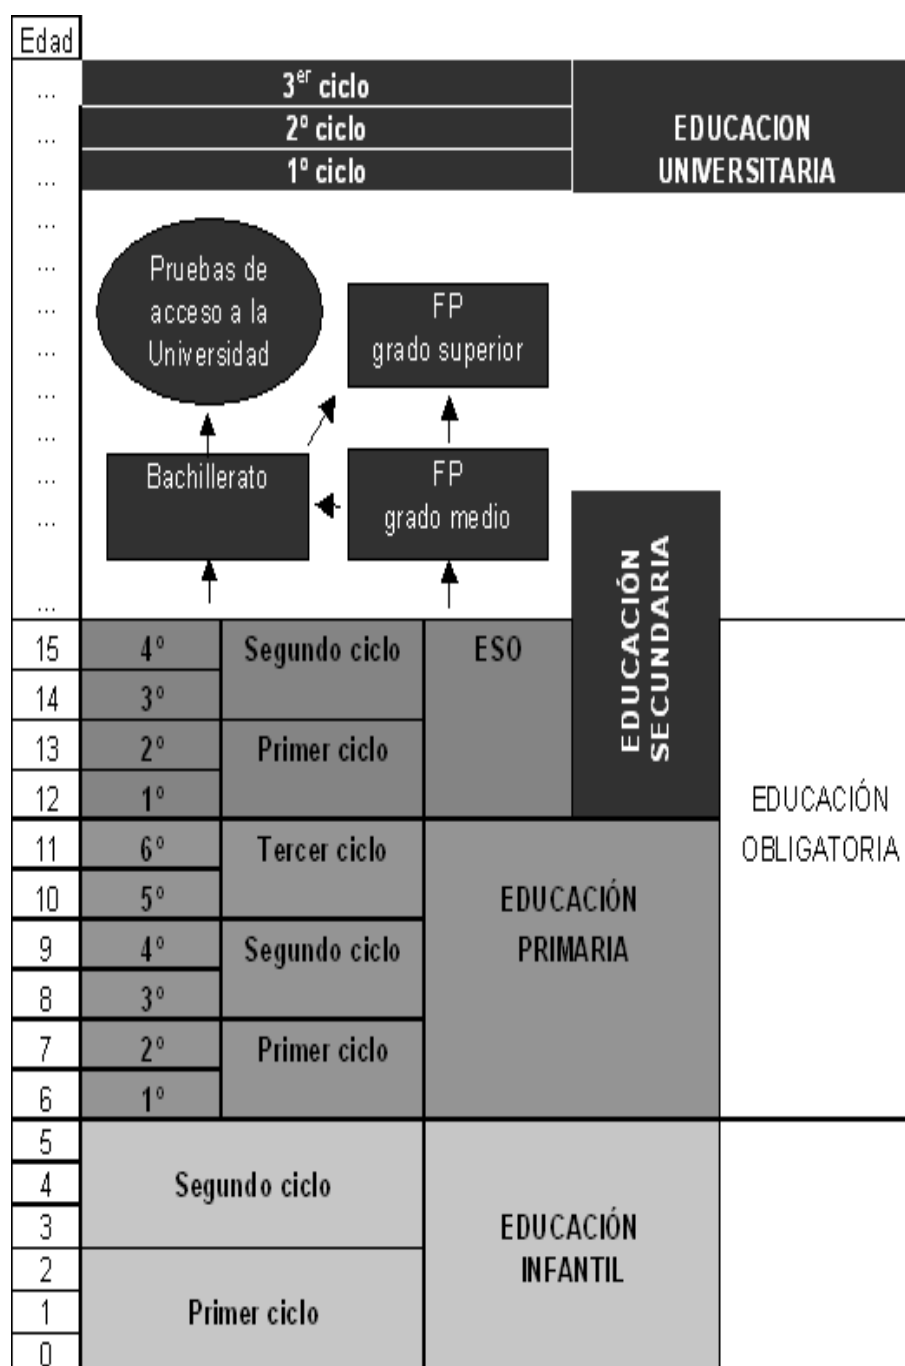 Edad
... 3er ciclo
... 2º ciclo
... 1º ciclo
EDUCACION
UNIVERSITARIA
...
...
...
...
...
...
...
...
...
Pruebas de
acceso a la
Universidad
FP
grado superior
Bachillerato
FP
grado medio
EDUCACIÓN
SECUNDARIA
15 4º Segundo ciclo ESO
14 3º
13 2º Primer ciclo
12 1º
EDUCACIÓN
OBLIGATORIA
11 6º Tercer ciclo
10 5º
EDUCACIÓN
PRIMARIA
9 4º Segundo ciclo
8 3º
7 2º Primer ciclo
6 1º
5
4 Segundo ciclo
3
EDUCACIÓN
INFANTIL
2
1 Primer ciclo
0